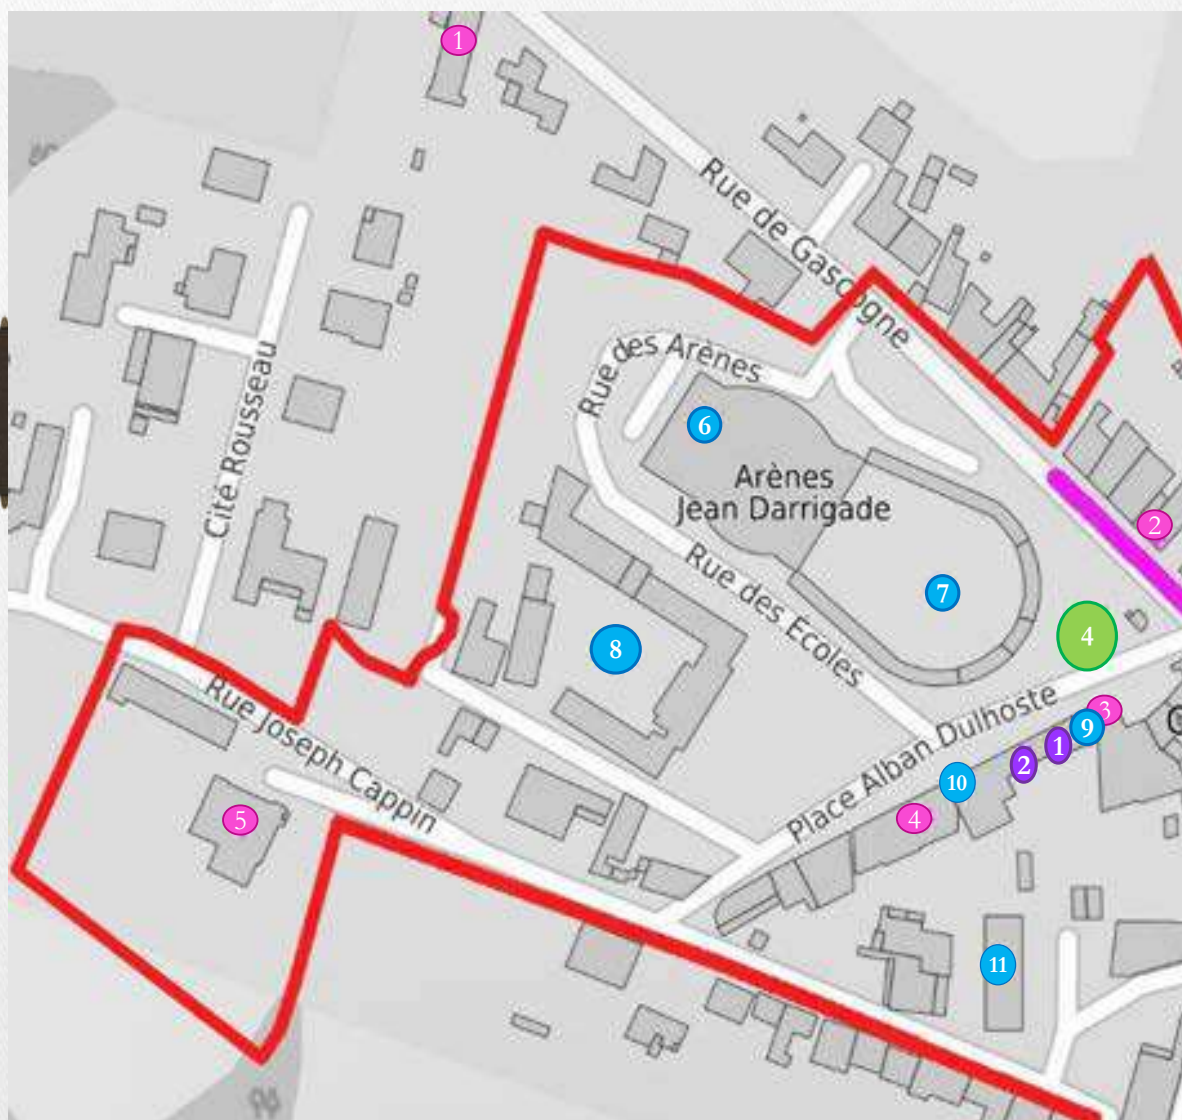 1
Rue de Gascogne
Rue des Arènes
6
Arènes
Jean Darrigade
2
Cité Rousseau
Rue des Écoles
7
4
8
Place Alban Dulhoste
3
9
1
2
10
4
Rue Joseph Cappin
5
11